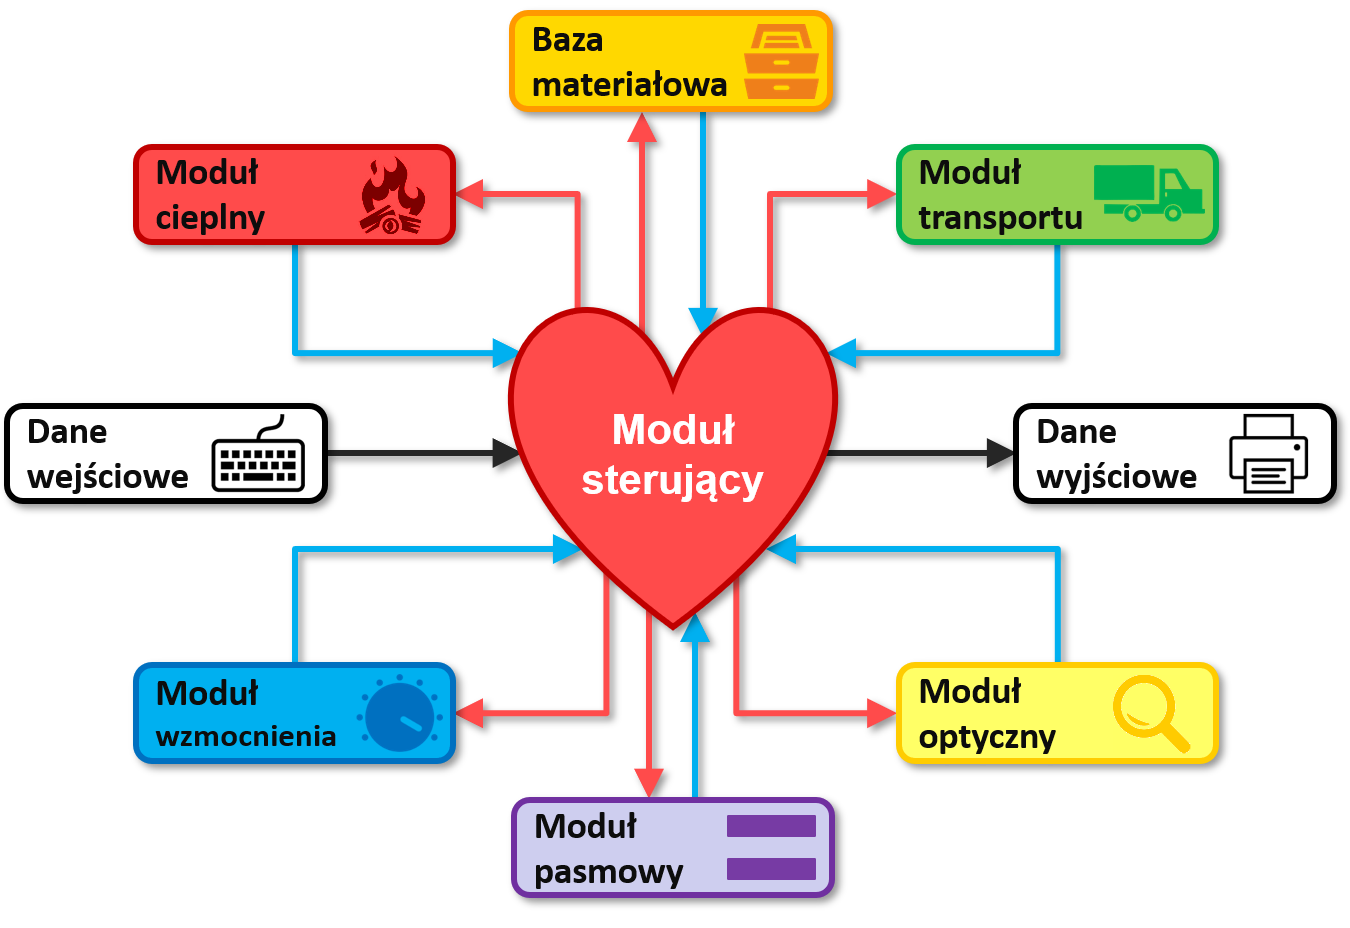 Baza
materiałowa
Moduł
cieplny
Moduł
transportu
Dane
wejściowe
Moduł
sterujący
Dane
wyjściowe
Moduł
wzmocnienia
Moduł
optyczny
Moduł
pasmowy